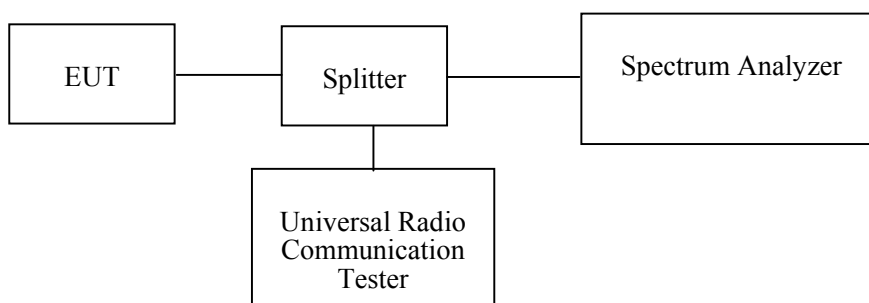 EUT
Splitter
Spectrum Analyzer
Universal Radio
Communication
Tester